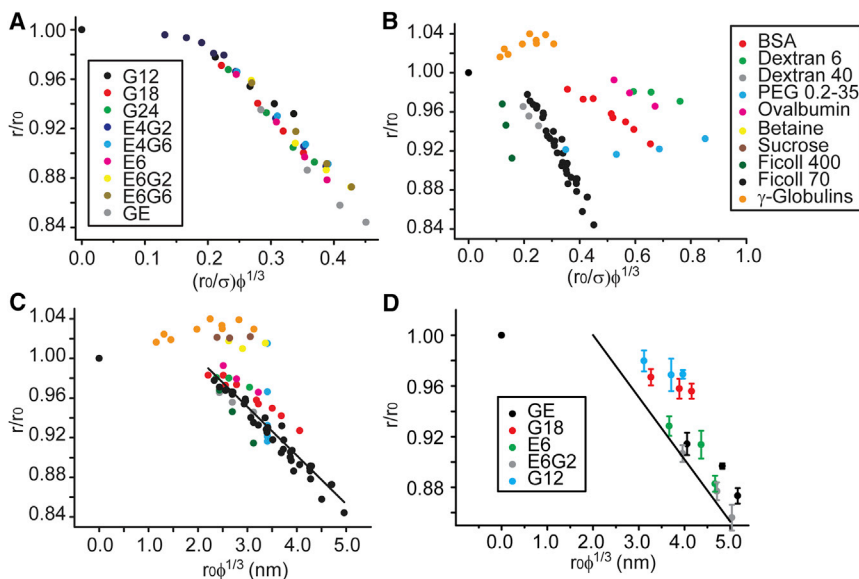 A
1.00
0.96
0.92
0.88
0.84
r/r0
G12
G18
G24
E4G2
E4G6
E6
E6G2
E6G6
GE
0.0 0.1 0.2 0.3 0.4
(r0/σ)ϕ1/3
B
1.04
1.00
0.96
0.92
0.88
0.84
r/r0
0.0 0.2 0.4 0.6 0.8 1.0
(r0/σ)ϕ1/3
BSA
Dextran 6
Dextran 40
PEG 0.2-35
Ovalbumin
Betaine
Sucrose
Ficoll 400
Ficoll 70
γ-Globulins
C
1.04
1.00
0.96
0.92
0.88
0.84
r/r0
0.0 1.0 2.0 3.0 4.0 5.0
r0ϕ1/3 (nm)
D
1.00
0.96
0.92
0.88
r/r0
GE
G18
E6
E6G2
G12
0.0 1.0 2.0 3.0 4.0 5.0
r0ϕ1/3 (nm)